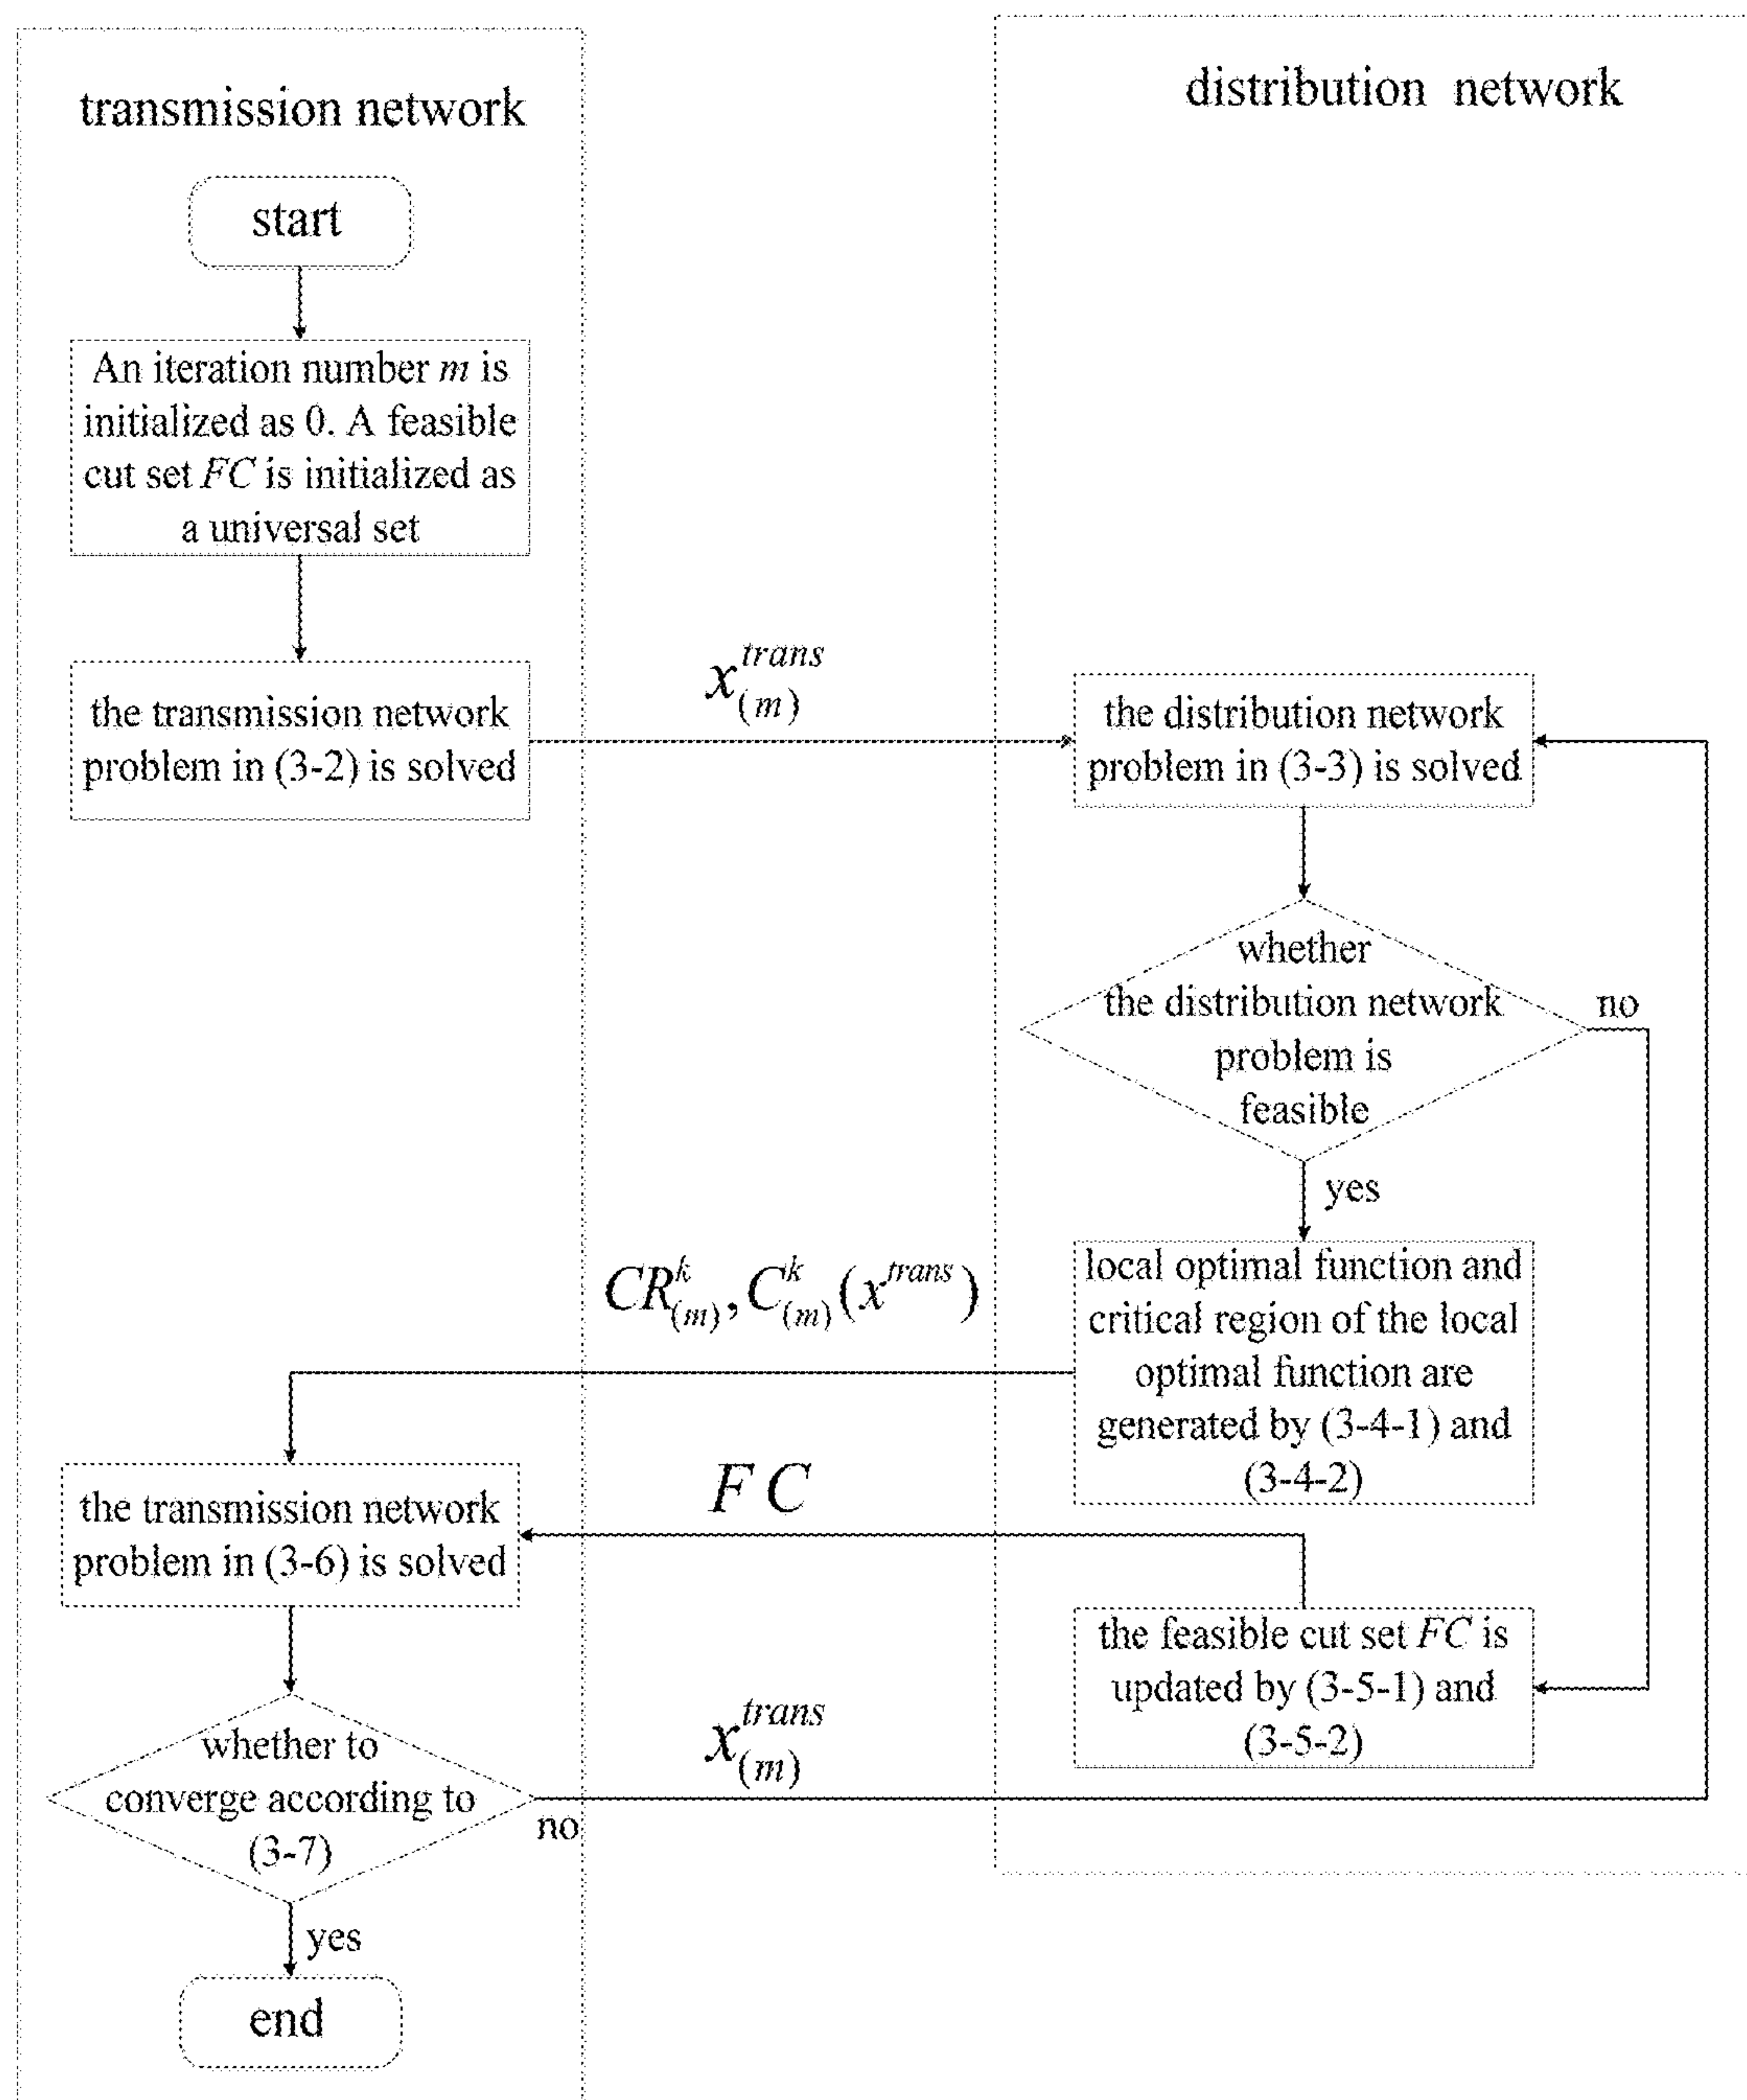 transmission network
start
An iteration number m is
initialized as 0. A feasible
cut set FC is initialized as
a universal set
the transmission network
problem in (3-2) is solved
x_{(m)}^{trans}
distribution network
the distribution network
problem in (3-3) is solved
whether
the distribution network
problem is
feasible
no
yes
local optimal function and
critical region of the local
optimal function are
generated by (3-4-1) and
(3-4-2)
CR_{(m)}^{k}, C_{(m)}^{k}(x^{trans})
the feasible cut set FC is
updated by (3-5-1) and
(3-5-2)
FC
the transmission network
problem in (3-6) is solved
whether to
converge according to
(3-7)
no
x_{(m)}^{trans}
yes
end